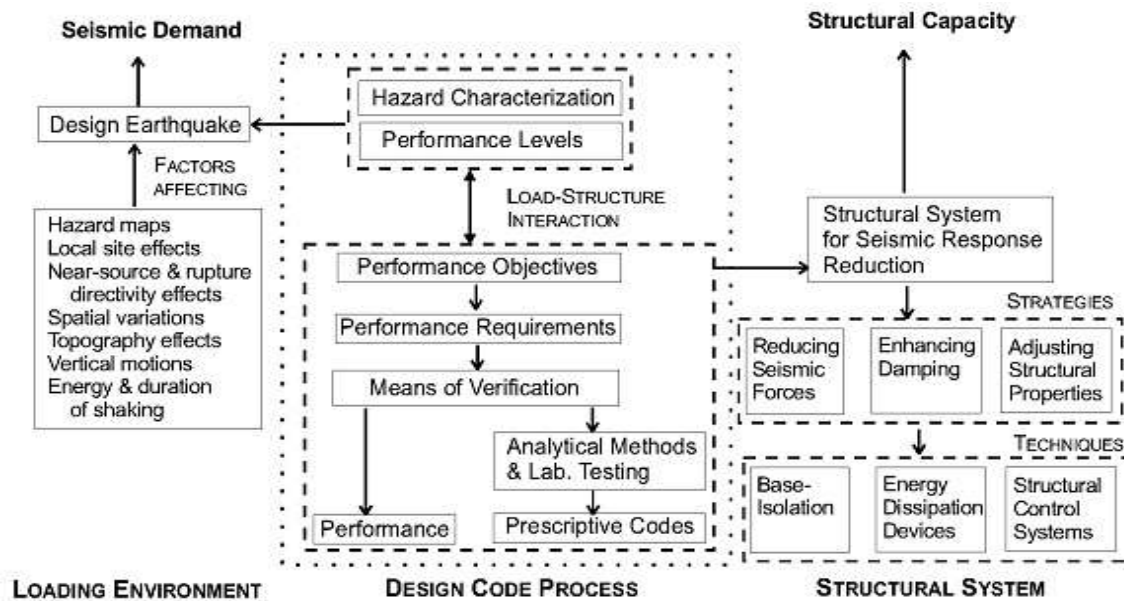 Seismic Demand
Design Earthquake
FACTORS
AFFECTING
Hazard maps
Local site effects
Near-source & rupture
directivity effects
Spatial variations
Topography effects
Vertical motions
Energy & duration
of shaking
LOADING ENVIRONMENT
Hazard Characterization
Performance Levels
LOAD-STRUCTURE
INTERACTION
Performance Objectives
Performance Requirements
Means of Verification
Analytical Methods
& Lab. Testing
Performance
Prescriptive Codes
DESIGN CODE PROCESS
Structural Capacity
Structural System
for Seismic Response
Reduction
STRATEGIES
Reducing
Seismic
Forces
Enhancing
Damping
Adjusting
Structural
Properties
TECHNIQUES
Base-
Isolation
Energy
Dissipation
Devices
Structural
Control
Systems
STRUCTURAL SYSTEM